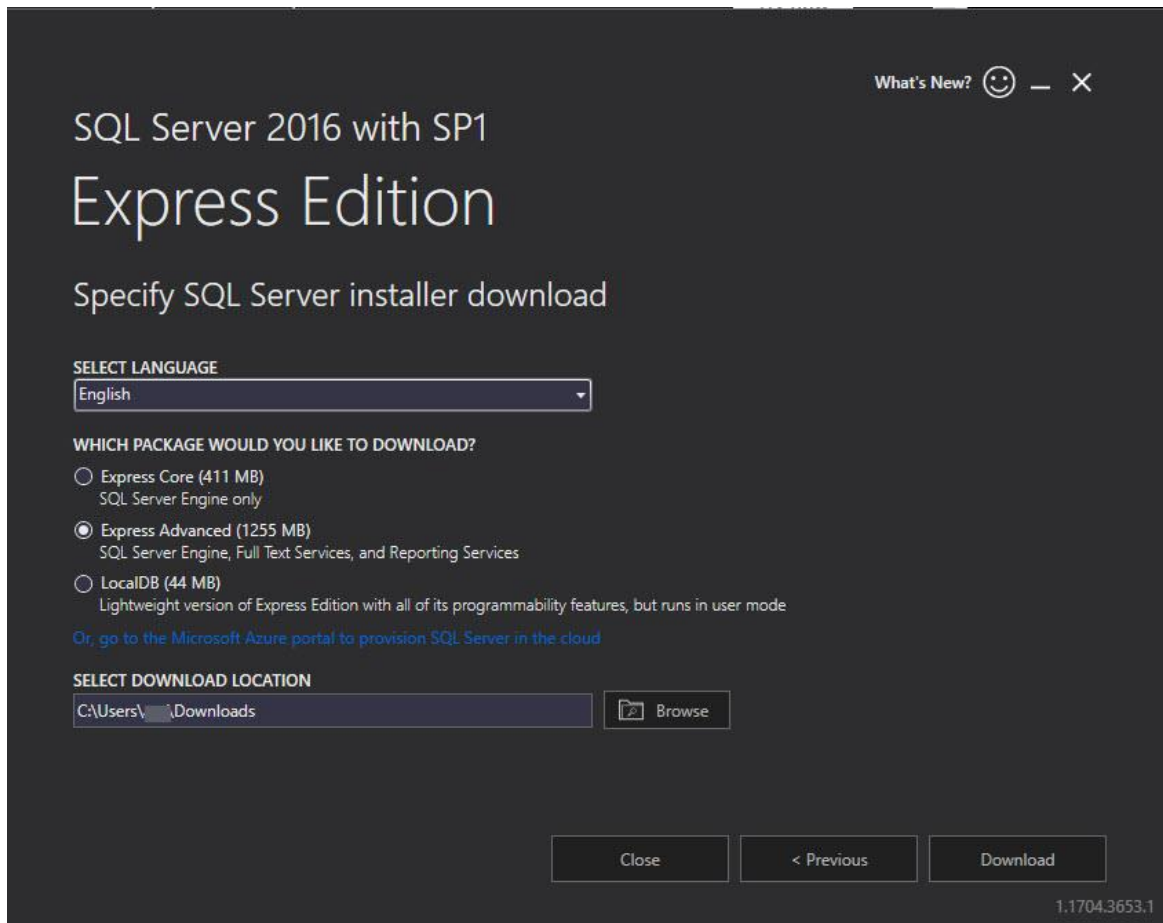 What's New?
SQL Server 2016 with SP1
Express Edition
Specify SQL Server installer download
SELECT LANGUAGE
English
WHICH PACKAGE WOULD YOU LIKE TO DOWNLOAD?
Express Core (411 MB)
SQL Server Engine only
Express Advanced (1255 MB)
SQL Server Engine, Full Text Services, and Reporting Services
LocalDB (44 MB)
Lightweight version of Express Edition with all of its programmability features, but runs in user mode
Or, go to the Microsoft Azure portal to provision SQL Server in the cloud
SELECT DOWNLOAD LOCATION
C:\Users\ \Downloads
Browse
Close
< Previous
Download
1.1704.3653.1